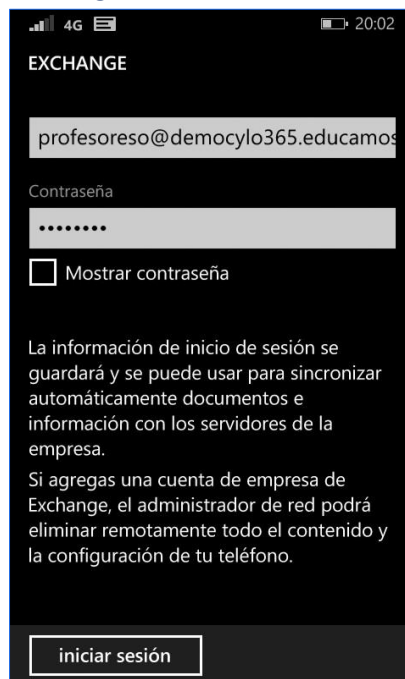 4G 20:02
EXCHANGE
profesoreso@democylo365.educamos
Contraseña
••••••••
Mostrar contraseña
La información de inicio de sesión se
guardará y se puede usar para sincronizar
automáticamente documentos e
información con los servidores de la
empresa.
Si agregas una cuenta de empresa de
Exchange, el administrador de red podrá
eliminar remotamente todo el contenido y
la configuración de tu teléfono.
iniciar sesión